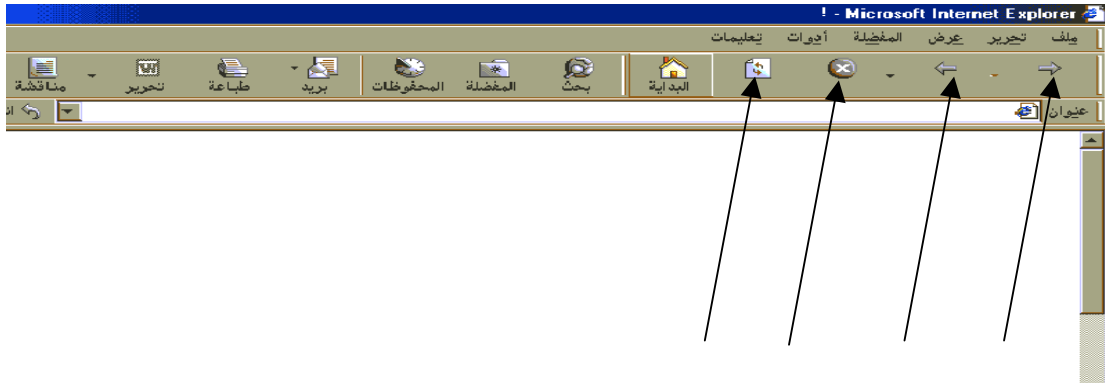 ! - Microsoft Internet Explorer
ملف تحرير عرض المفضلة أدوات تعليمات
البداية بحث المفضلة المحفوظات بريد طباعة تحرير مناقشة
عنوان